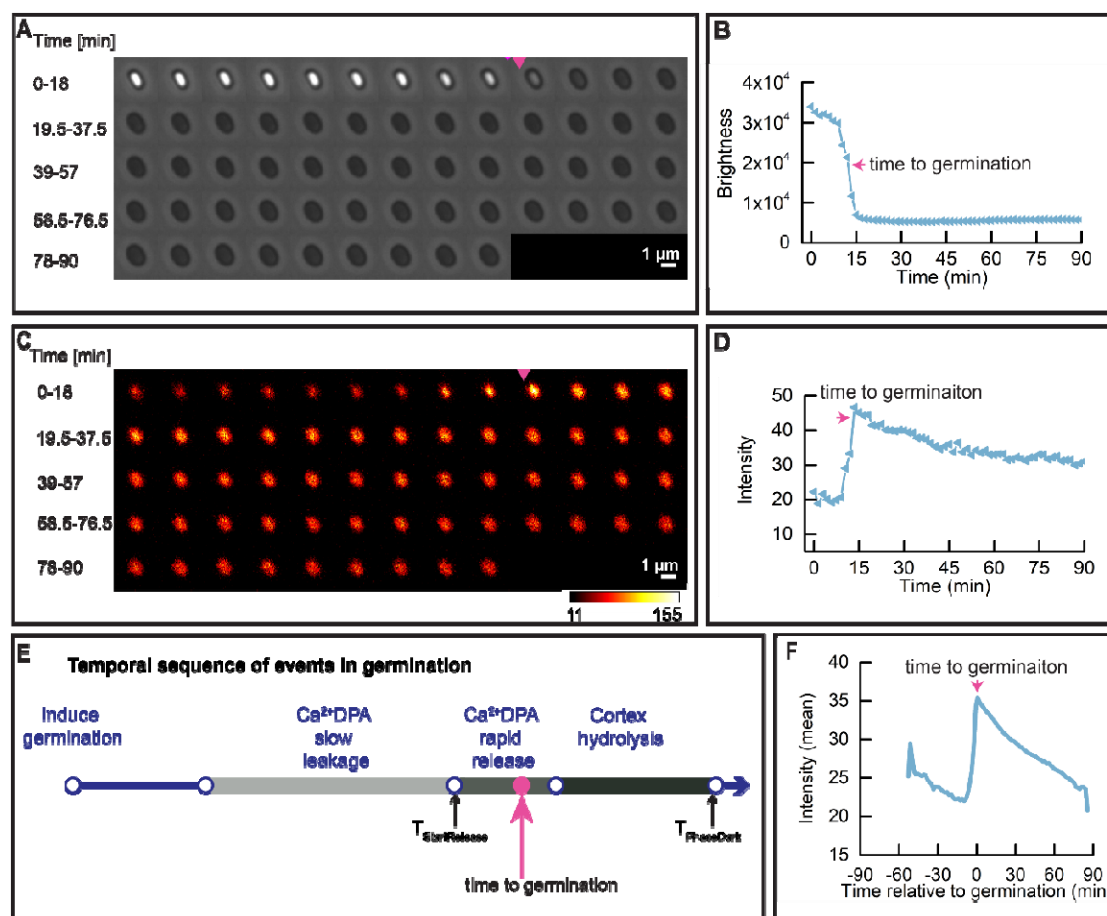 A
Time [min]
0-18
19.5-37.5
39-57
58.5-76.5
78-90
1 µm
B
4x10⁴
3x10⁴
2x10⁴
1x10⁴
0
Brightness
time to germination
0 15 30 45 60 75 90
Time (min)
C
Time [min]
0-18
19.5-37.5
39-57
58.5-76.5
78-90
1 µm
11 155
D
time to germinaiton
50
40
30
20
10
Intensity
0 15 30 45 60 75 90
Time (min)
E
Temporal sequence of events in germination
Induce
germination
Ca²⁺DPA
slow
leakage
Ca²⁺DPA
rapid
release
Cortex
hydrolysis
T StartRelease
T PhaseDark
time to germination
F
time to germinaiton
40
35
30
25
20
15
Intensity (mean)
-90 -60 -30 0 30 60 90
Time relative to germination (min